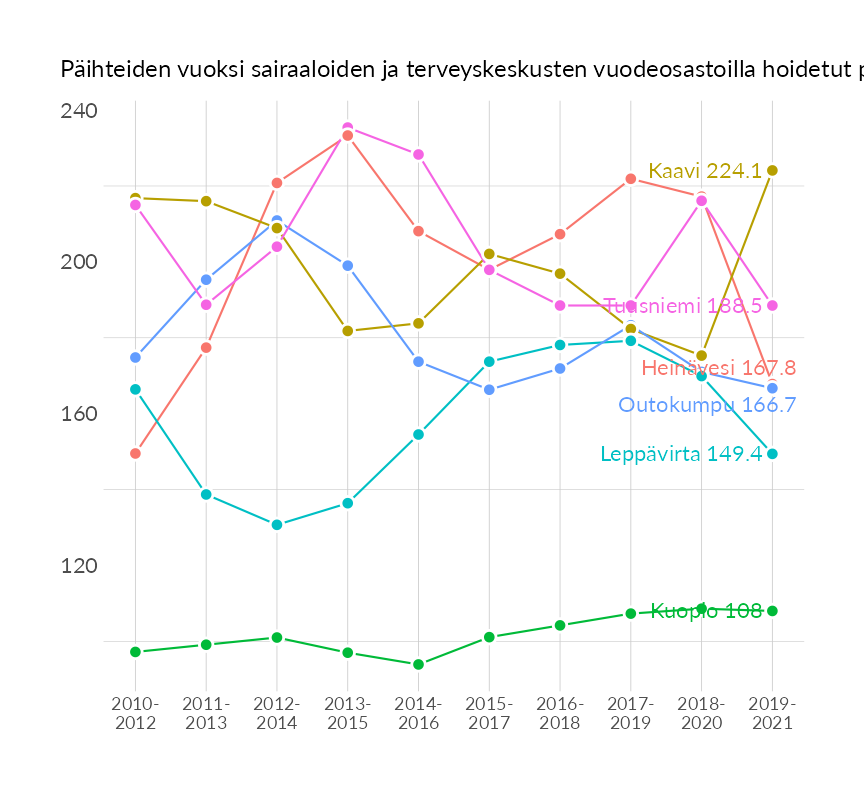 Päihteiden vuoksi sairaaloiden ja terveyskeskusten vuodeosastoilla hoidetut
240
200
160
120
Kaavi 224.1
Tuusniemi 188.5
Heinävesi 167.8
Outokumpu 166.7
Leppävirta 149.4
Kuopio 108
2010- 2011- 2012- 2013- 2014- 2015- 2016- 2017- 2018- 2019-
2012 2013 2014 2015 2016 2017 2018 2019 2020 2021